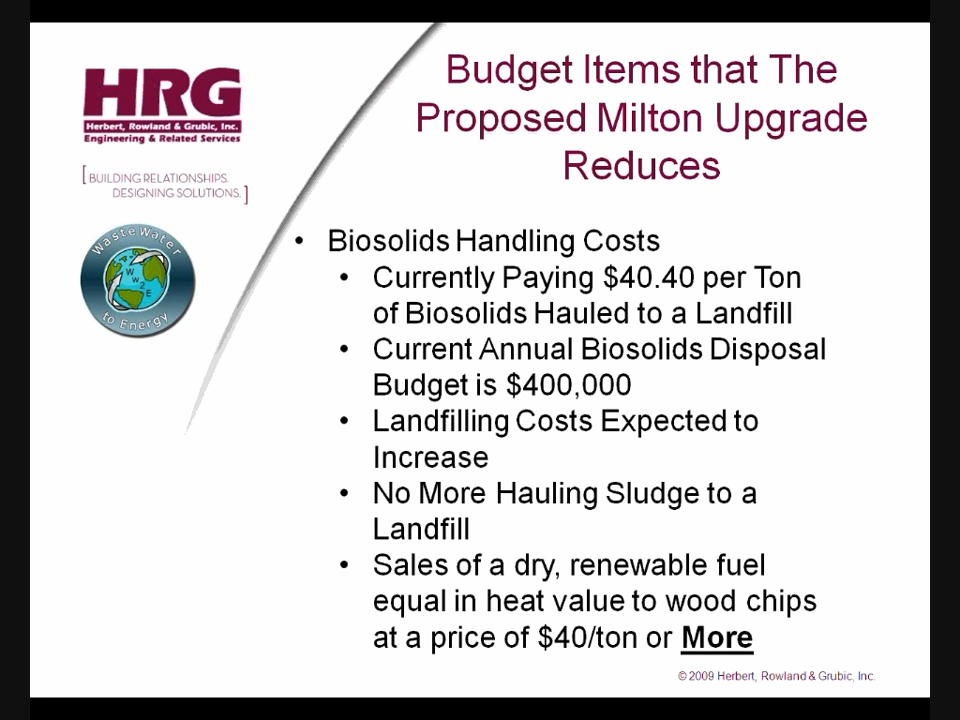 HRG
Herbert, Rowland & Grubic, Inc.
Engineering & Related Services
[BUILDING RELATIONSHIPS.
DESIGNING SOLUTIONS.]
WasteWater
WW2E
to Energy
Budget Items that The
Proposed Milton Upgrade
Reduces
• Biosolids Handling Costs
• Currently Paying $40.40 per Ton
of Biosolids Hauled to a Landfill
• Current Annual Biosolids Disposal
Budget is $400,000
• Landfilling Costs Expected to
Increase
• No More Hauling Sludge to a
Landfill
• Sales of a dry, renewable fuel
equal in heat value to wood chips
at a price of $40/ton or More
© 2009 Herbert, Rowland & Grubic, Inc.